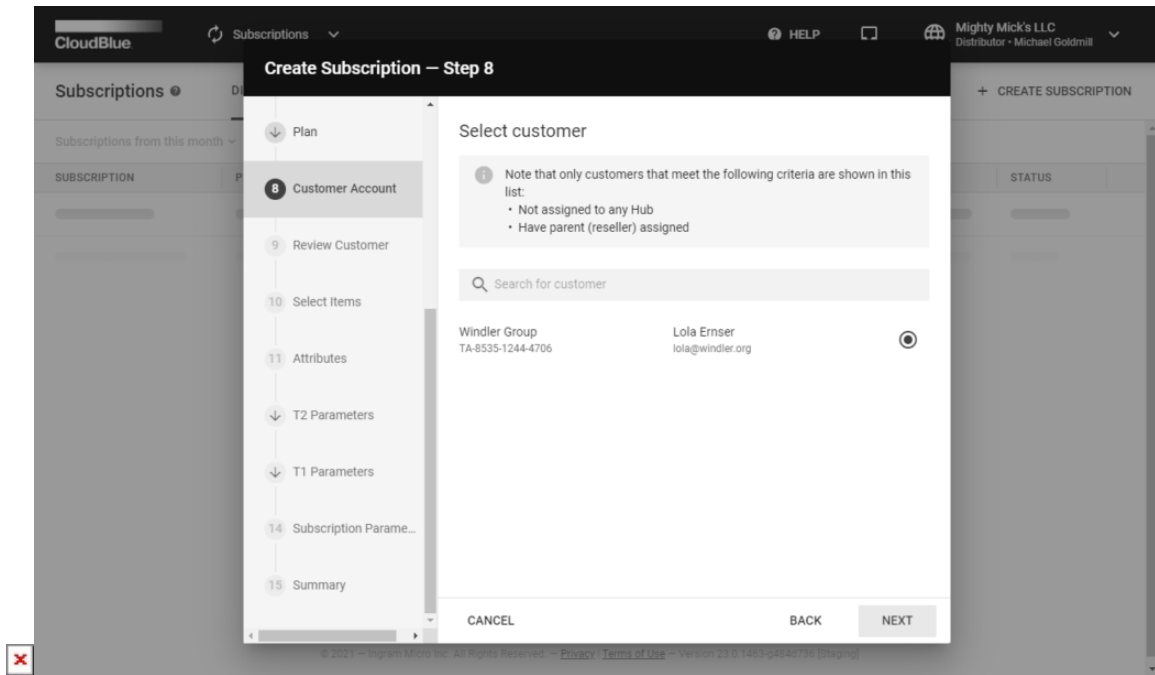 CloudBlue
Subscriptions
HELP
Mighty Mick's LLC
Distributor • Michael Goldmill
Create Subscription — Step 8
Subscriptions
DI
+ CREATE SUBSCRIPTION
Subscriptions from this month
SUBSCRIPTION
P
STATUS
Plan
8 Customer Account
9 Review Customer
10 Select Items
11 Attributes
T2 Parameters
T1 Parameters
14 Subscription Parame...
15 Summary
Select customer
Note that only customers that meet the following criteria are shown in this
list:
• Not assigned to any Hub
• Have parent (reseller) assigned
Search for customer
Windler Group
Lola Ernser
TA-8535-1244-4706
lola@windler.org
CANCEL
BACK
NEXT
© 2021 — Ingram Micro Inc. All Rights Reserved. — Privacy | Terms of Use — Version 23.0.1463-g484d736 [Staging]